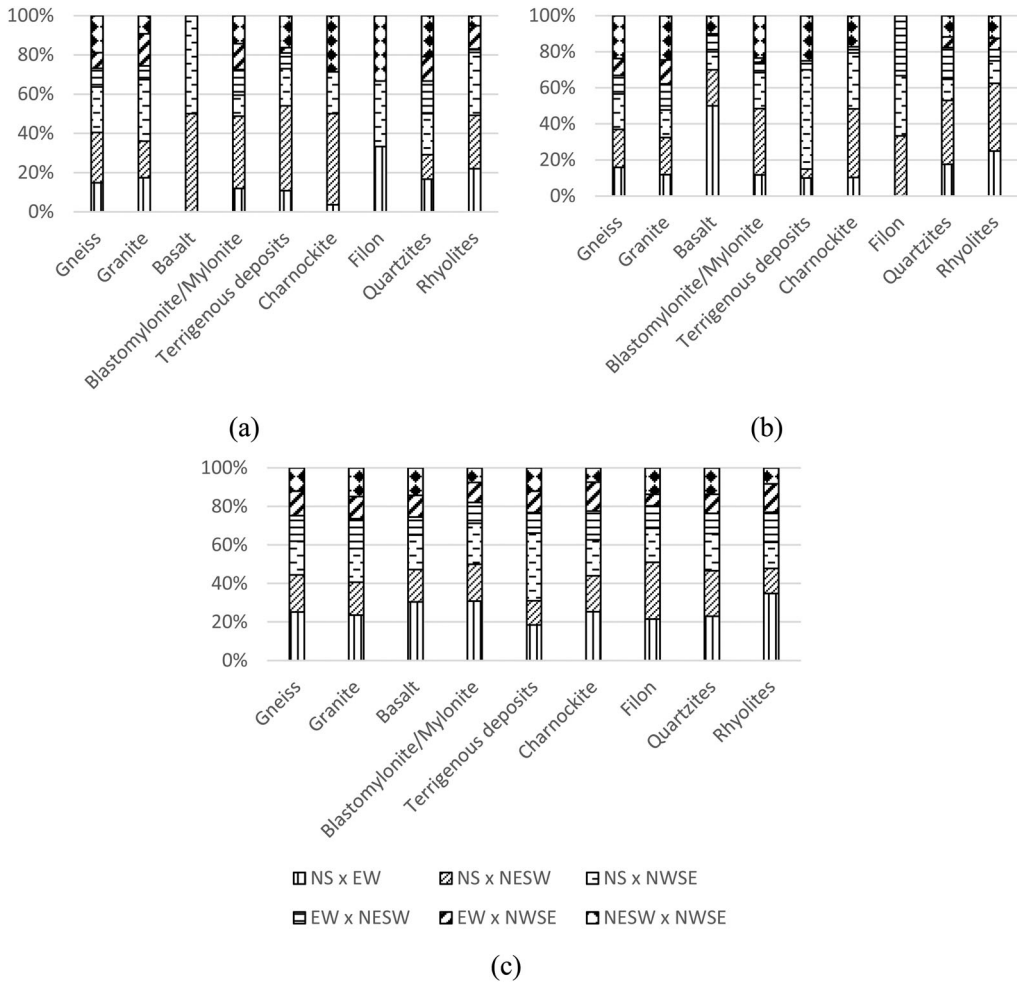 100%
80%
60%
40%
20%
0%
Gneiss
Granite
Basalt
Blastomylonite/Mylonite
Terrigenous deposits
Charnockite
Filon
Quartzites
Rhyolites
(a)
100%
80%
60%
40%
20%
0%
Gneiss
Granite
Basalt
Blastomylonite/Mylonite
Terrigenous deposits
Charnockite
Filon
Quartzites
Rhyolites
(b)
100%
80%
60%
40%
20%
0%
Gneiss
Granite
Basalt
Blastomylonite/Mylonite
Terrigenous deposits
Charnockite
Filon
Quartzites
Rhyolites
NS x EW
NS x NESW
NS x NWSE
EW x NESW
EW x NWSE
NESW x NWSE
(c)